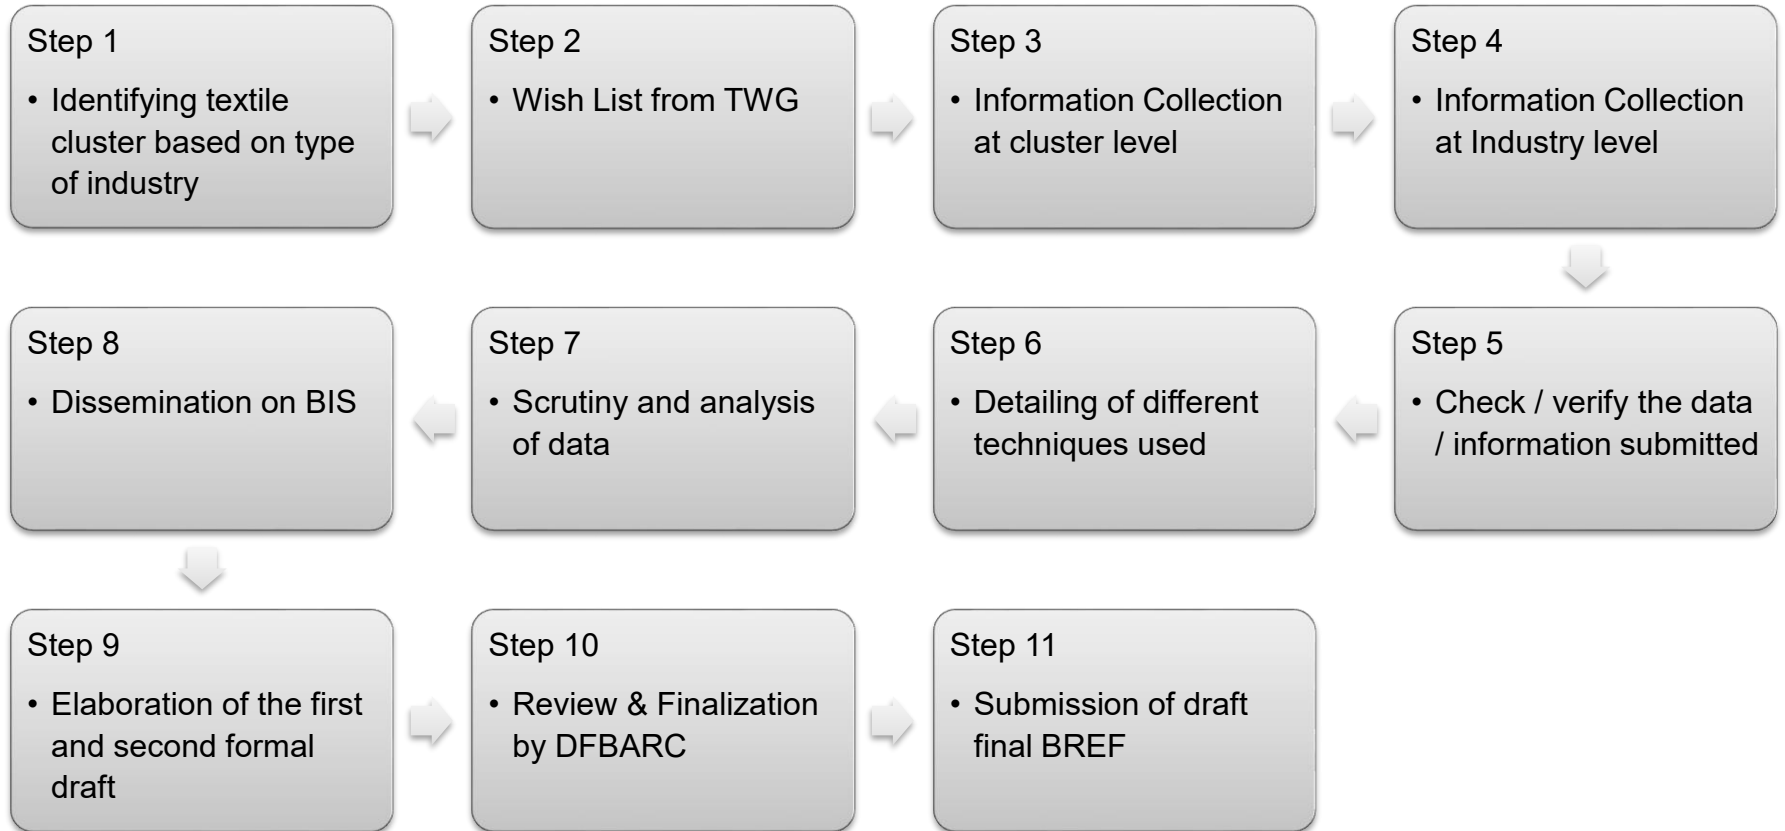 Step 1
• Identifying textile
cluster based on type
of industry
Step 2
• Wish List from TWG
Step 3
• Information Collection
at cluster level
Step 4
• Information Collection
at Industry level
Step 5
• Check / verify the data
/ information submitted
Step 6
• Detailing of different
techniques used
Step 7
• Scrutiny and analysis
of data
Step 8
• Dissemination on BIS
Step 9
• Elaboration of the first
and second formal
draft
Step 10
• Review & Finalization
by DFBARC
Step 11
• Submission of draft
final BREF